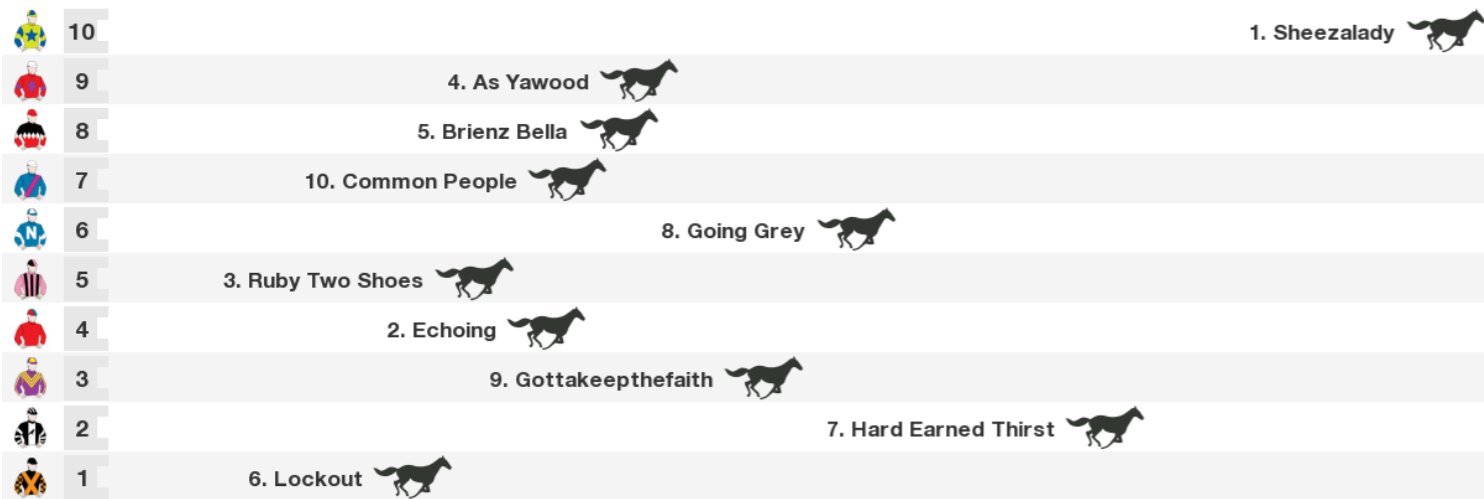 10 1. Sheezalady
9 4. As Yawood
8 5. Brienz Bella
7 10. Common People
N 6 8. Going Grey
5 3. Ruby Two Shoes
4 2. Echoing
3 9. Gottakeepthefaith
2 7. Hard Earned Thirst
1 6. Lockout